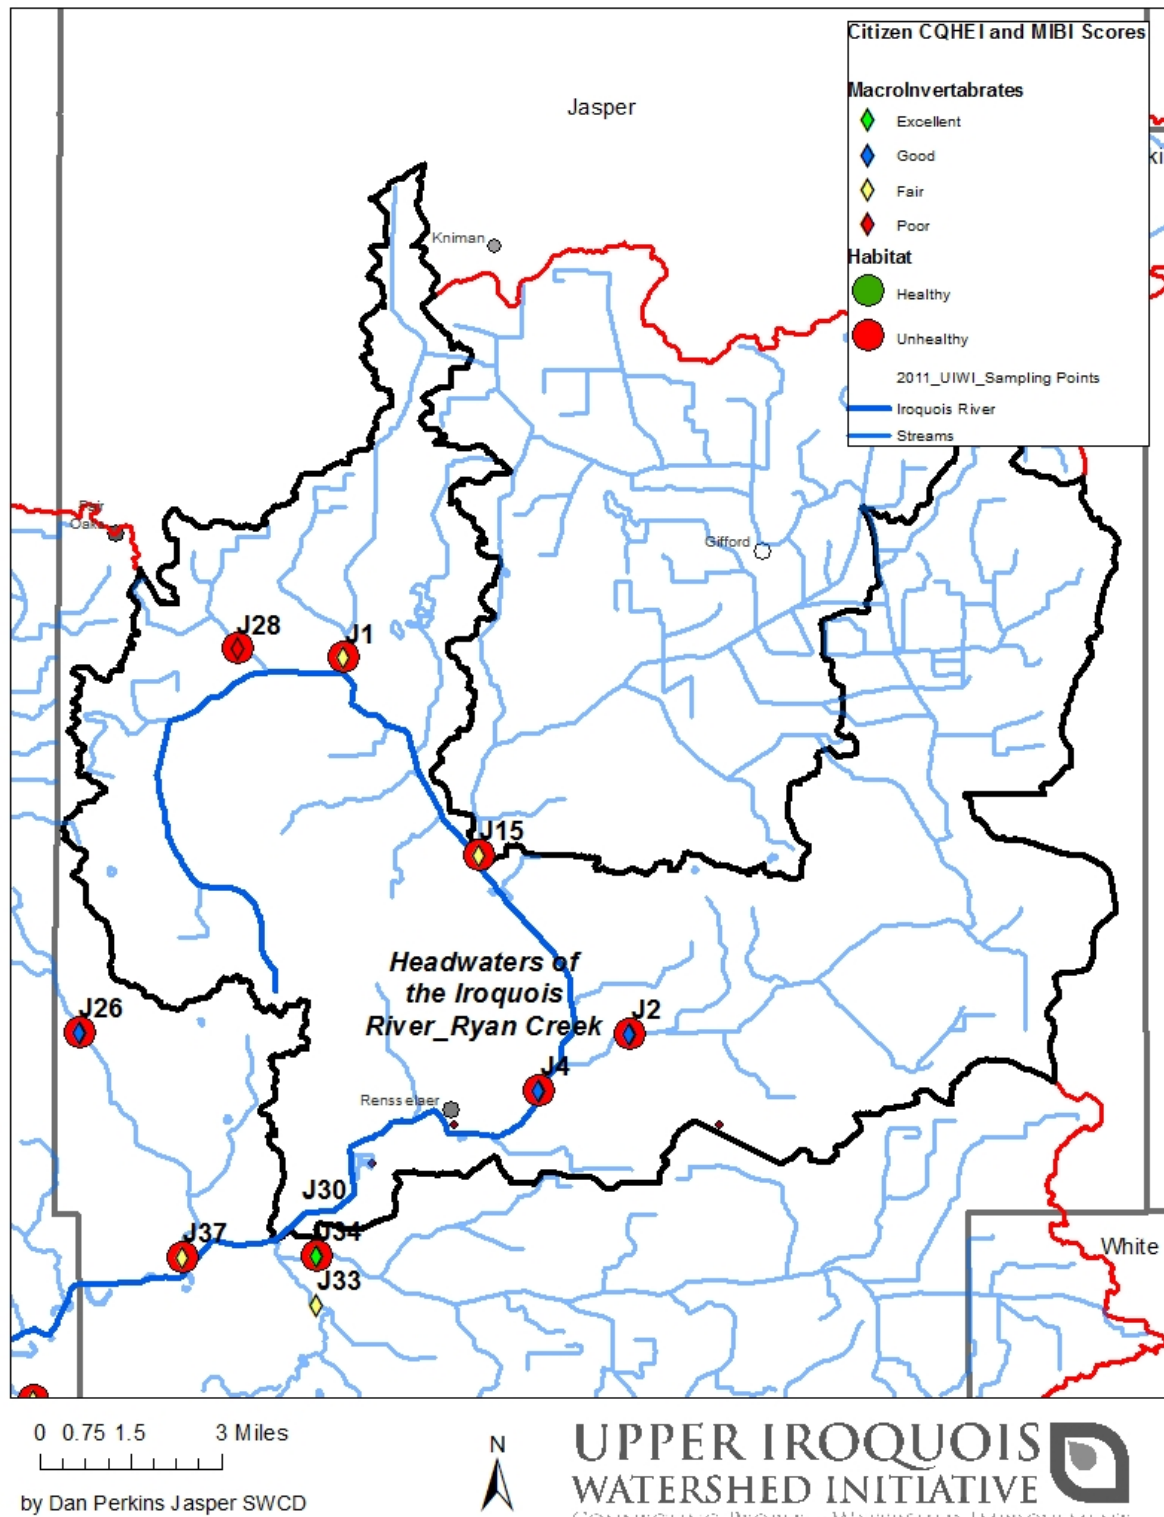 Citizen CQHEI and MIBI Scores
MacroInvertabrates
Excellent
Good
Fair
Poor
Habitat
Healthy
Unhealthy
2011_UIWI_Sampling Points
Iroquois River
Streams
Jasper
Kniman
Fair
Oaks
Gifford
J28
J1
J15
Headwaters of
the Iroquois
River_Ryan Creek
J26
J2
J4
Rensselaer
J30
J37
J34
J33
White
0 0.75 1.5 3 Miles
N
by Dan Perkins Jasper SWCD
UPPER IROQUOIS
WATERSHED INITIATIVE